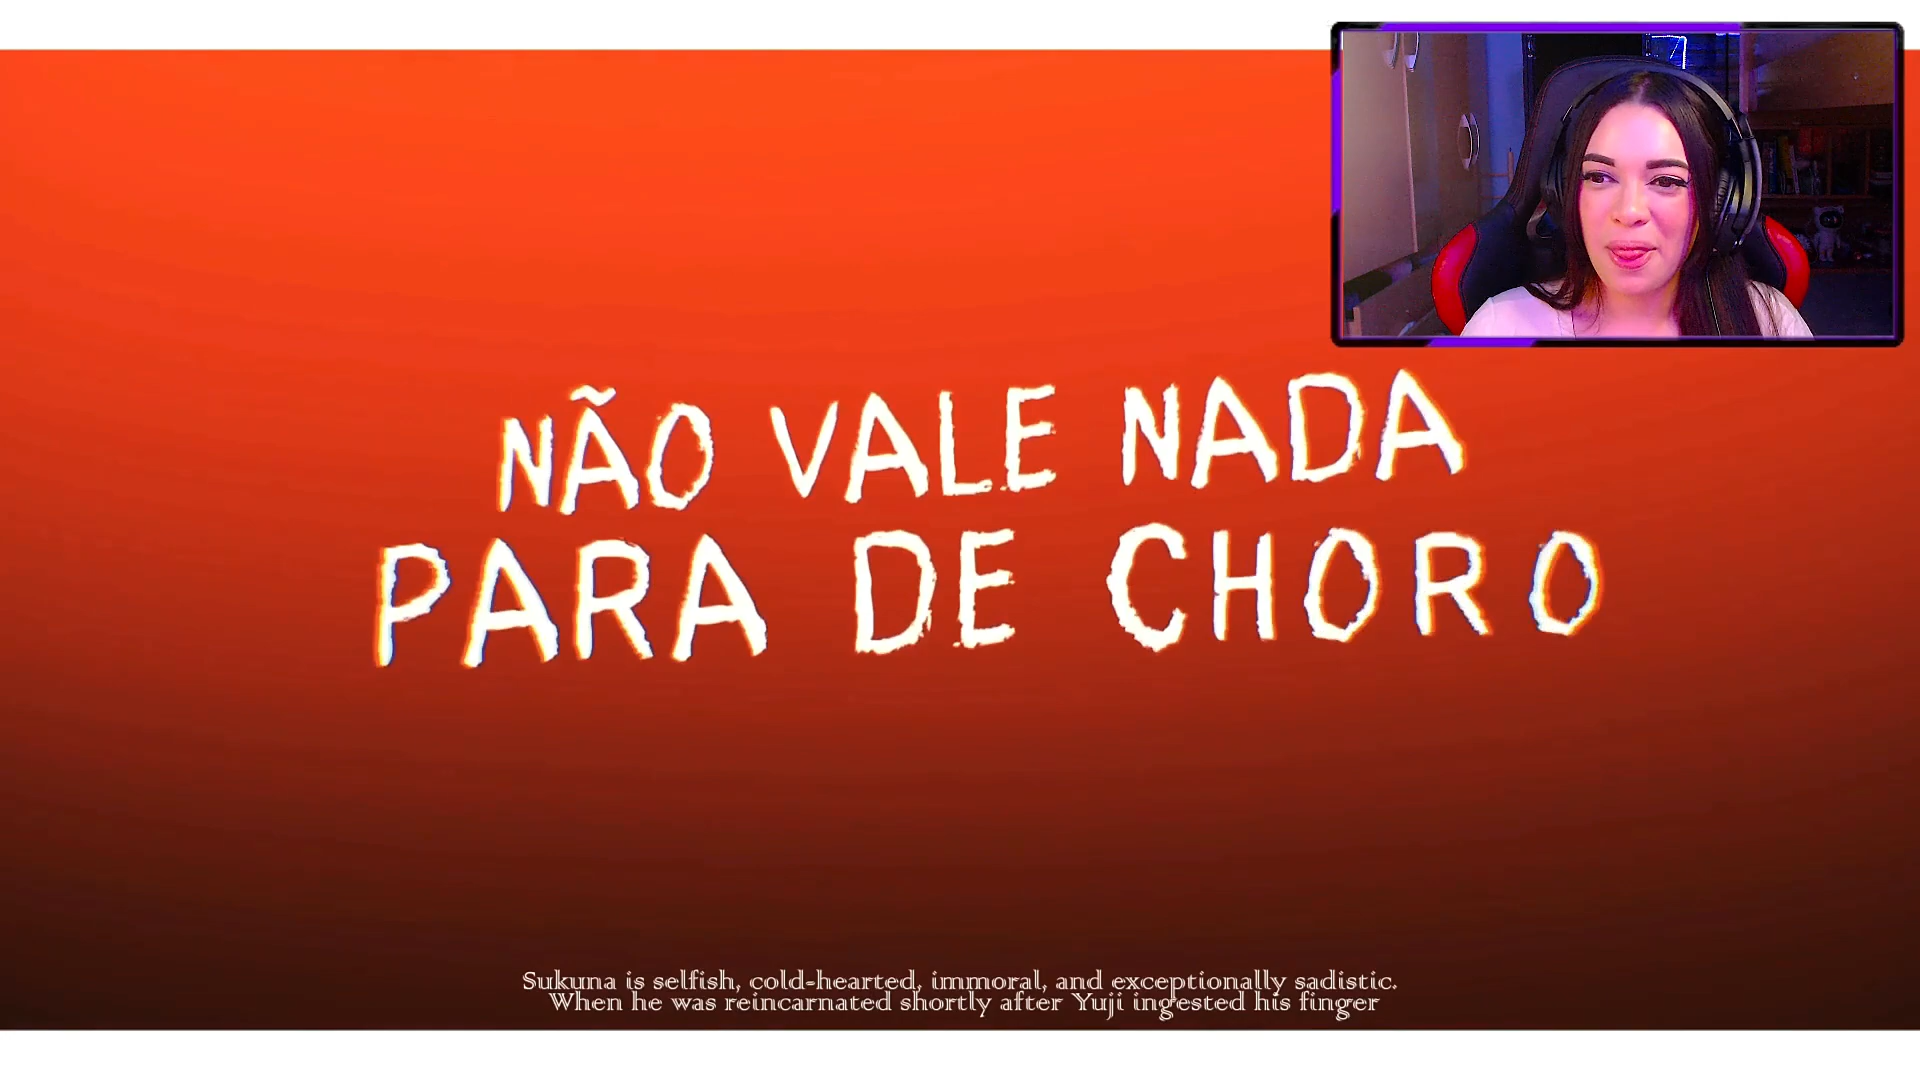 NÃO VALE NADA
PARA DE CHORO
Sukuna is selfish, cold-hearted, immoral, and exceptionally sadistic.
When he was reincarnated shortly after Yuji ingested his finger